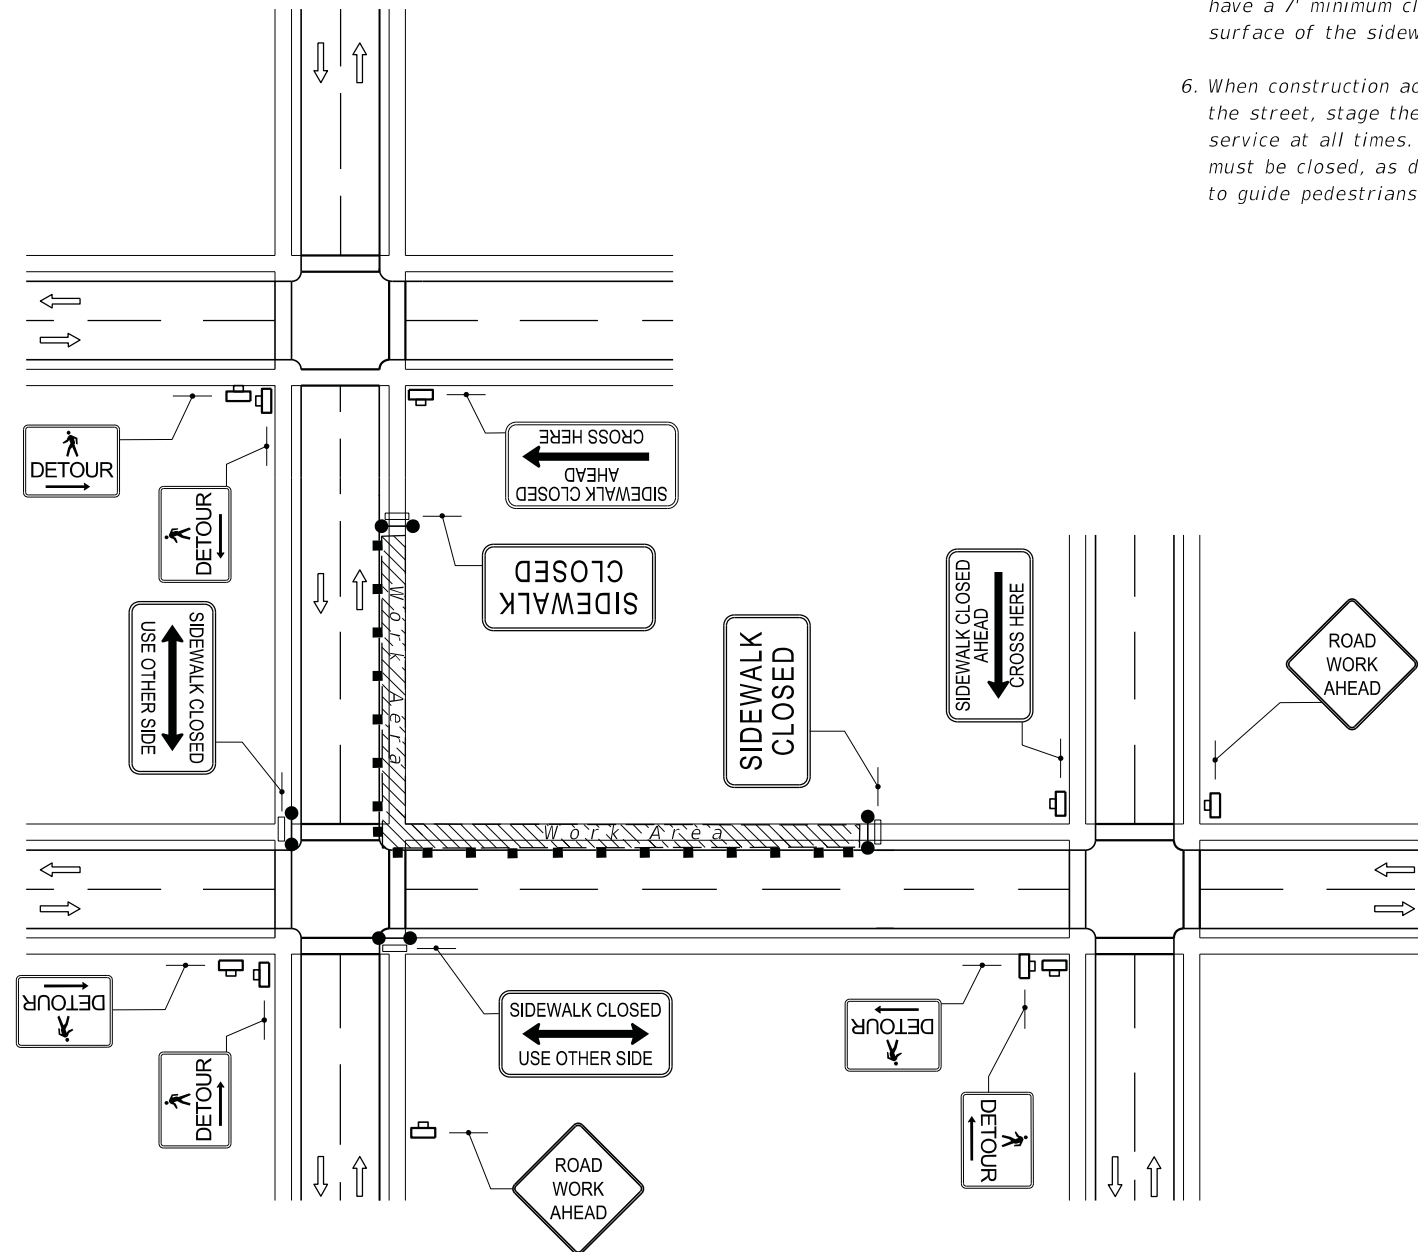 have a 7' minimum cl
surface of the sidew
6. When construction ac
the street, stage the
service at all times.
must be closed, as d
to guide pedestrians
DETOUR
DETOUR
SIDEWALK CLOSED
AHEAD
CROSS HERE
SIDEWALK
CLOSED
SIDEWALK CLOSED
USE OTHER SIDE
Work Aera
SIDEWALK
CLOSED
SIDEWALK CLOSED
AHEAD
CROSS HERE
ROAD
WORK
AHEAD
Work Area
DETOUR
DETOUR
SIDEWALK CLOSED
USE OTHER SIDE
DETOUR
DETOUR
ROAD
WORK
AHEAD